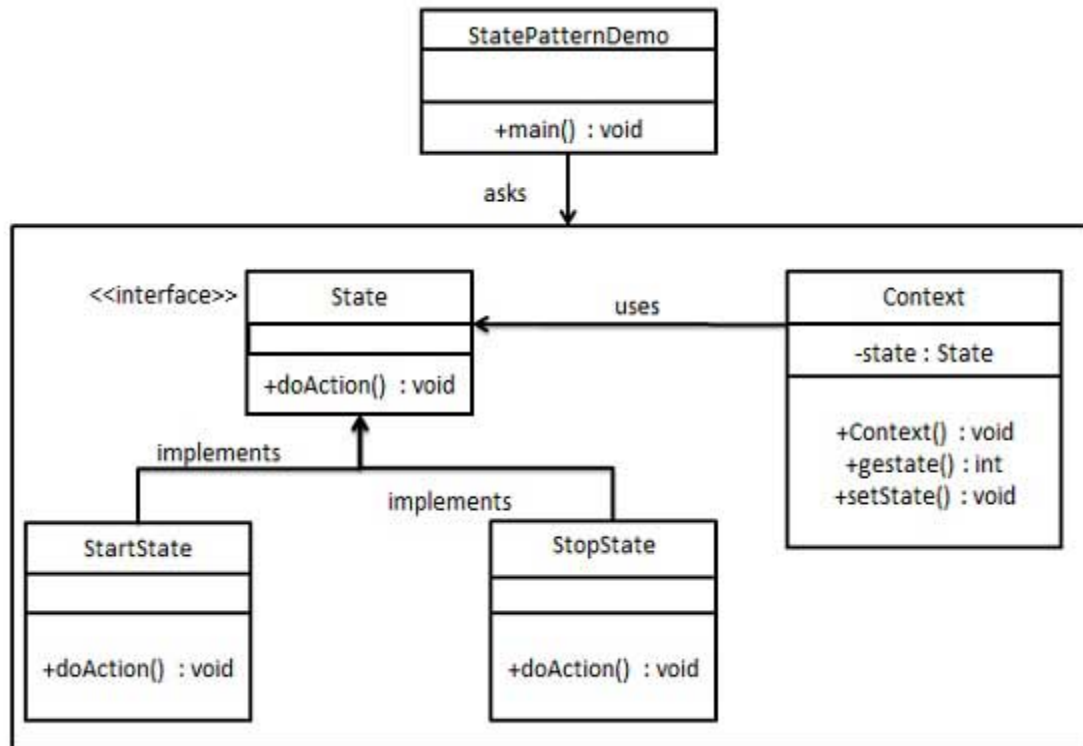 StatePatternDemo
+main() : void
asks
<<interface>>
State
+doAction() : void
uses
Context
-state : State
+Context() : void
+gestate() : int
+setState() : void
implements
implements
StartState
+doAction() : void
StopState
+doAction() : void